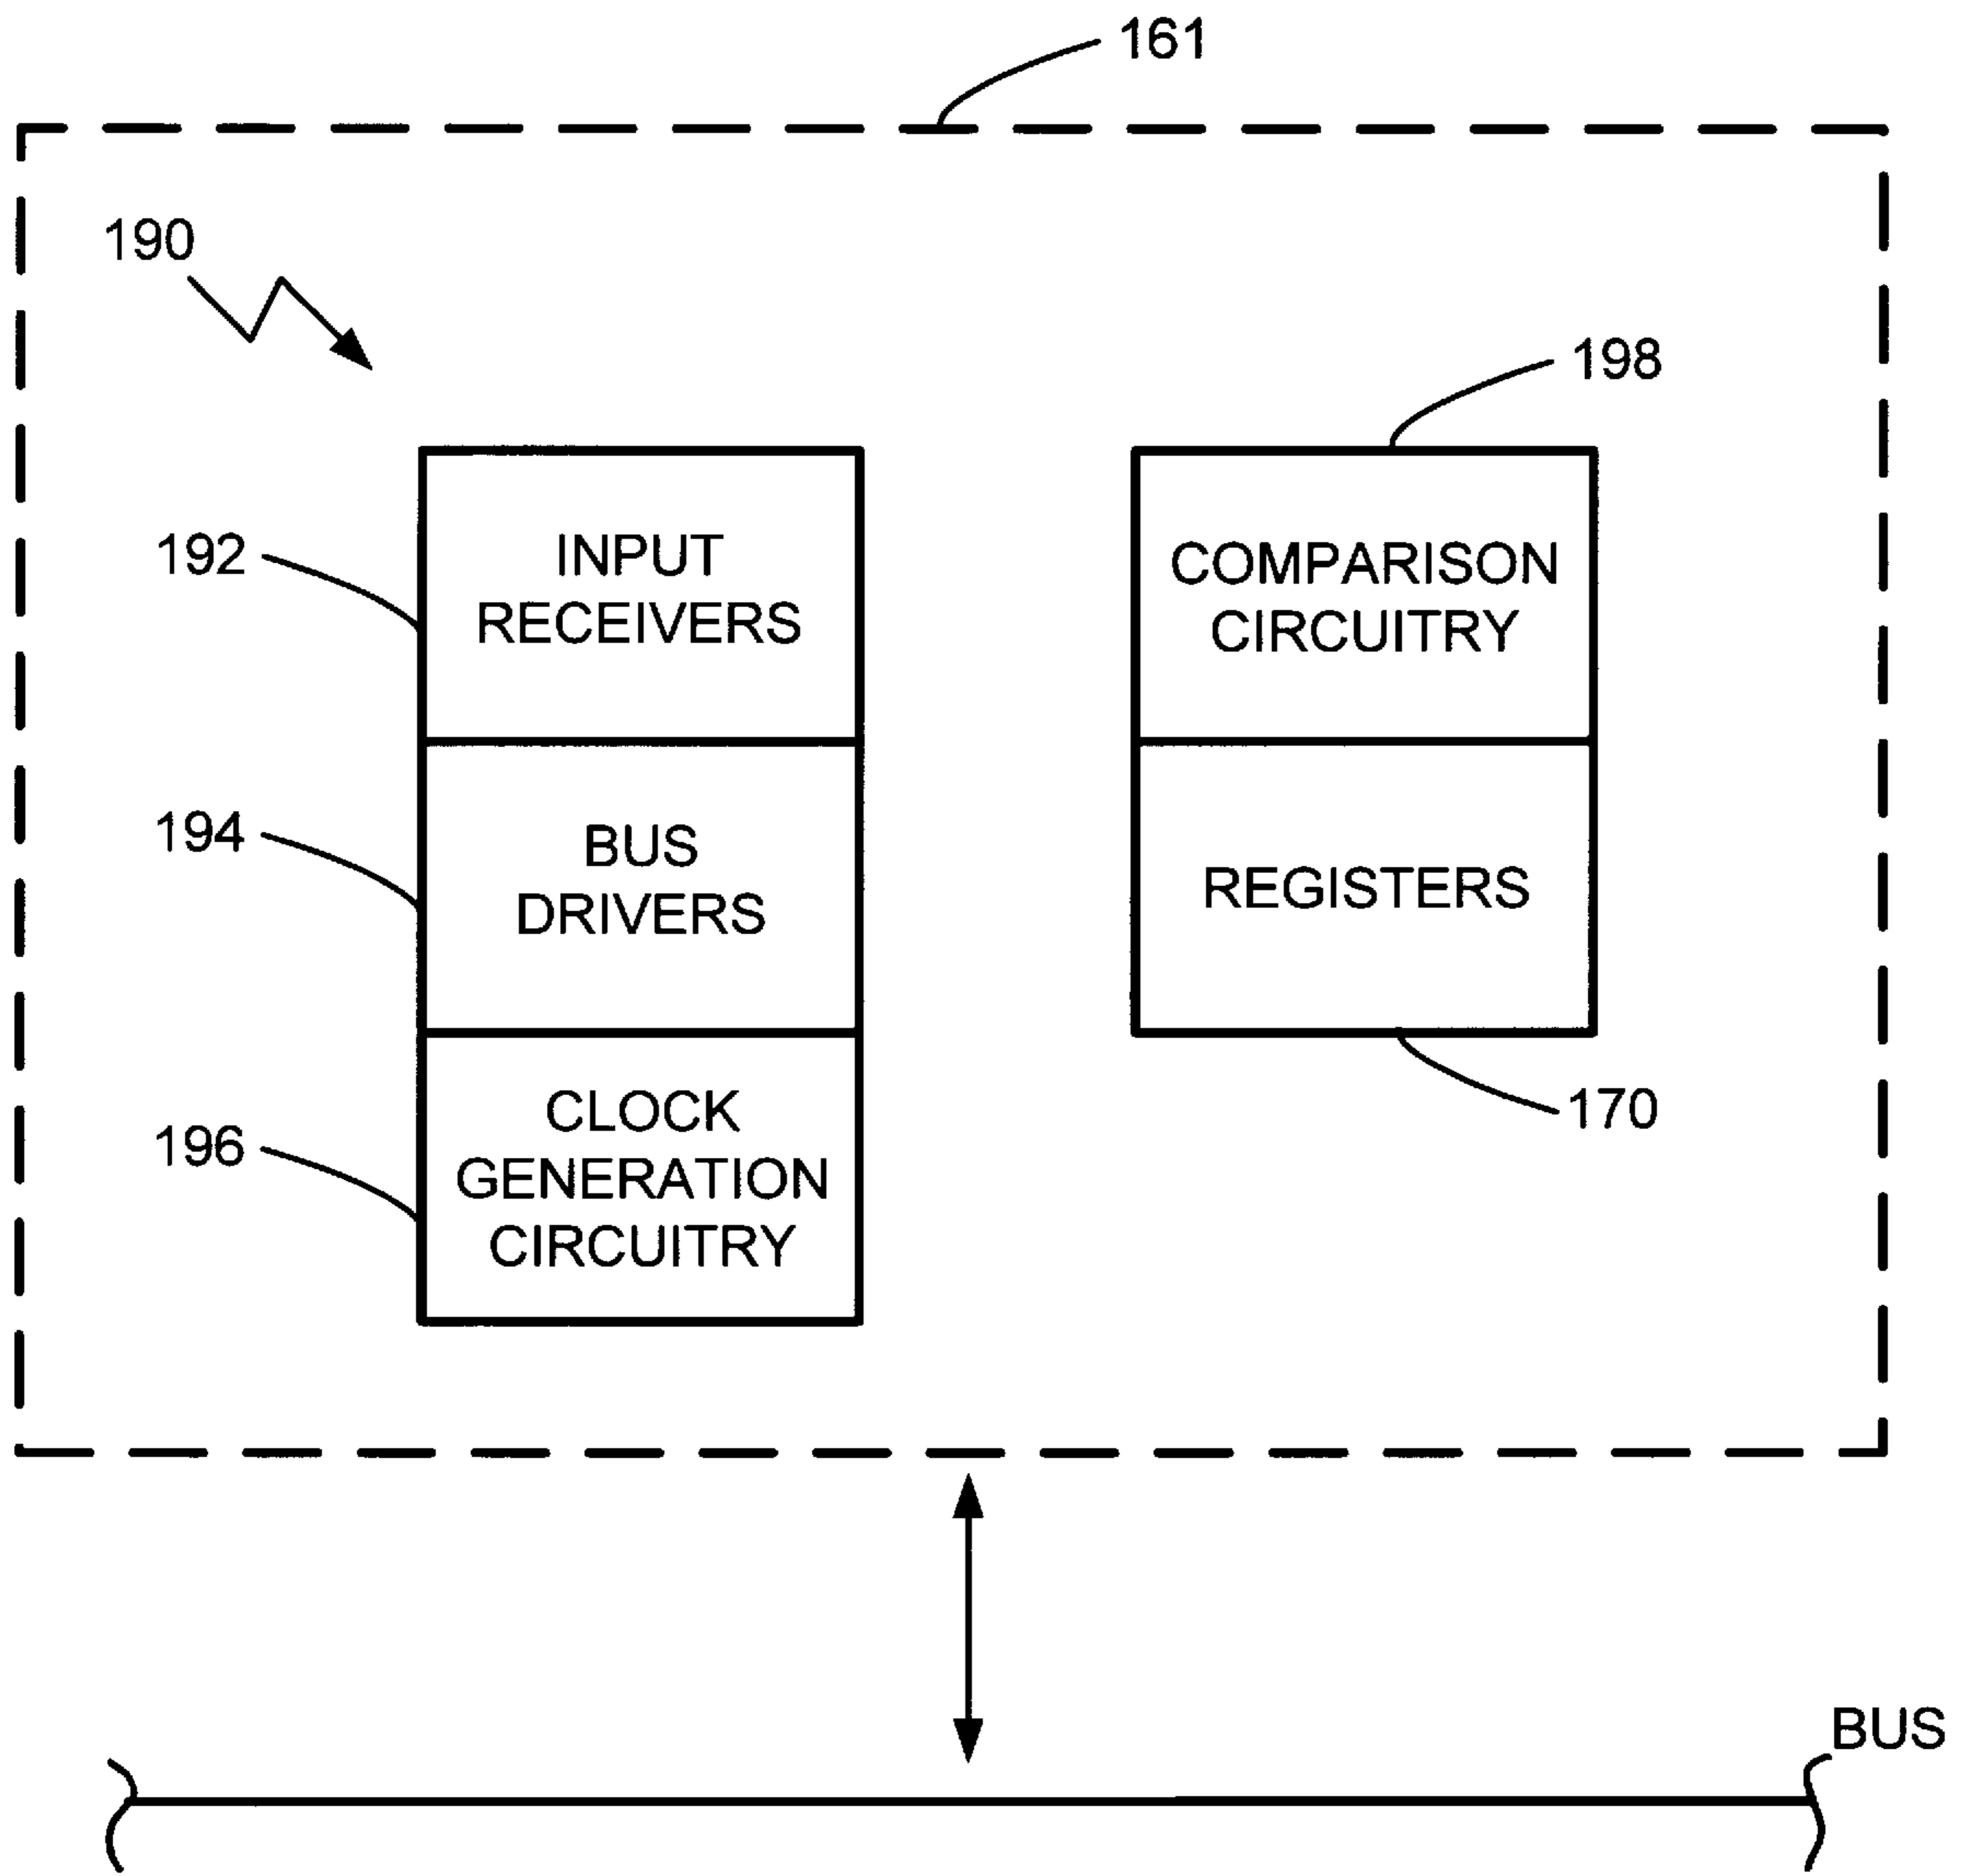 161
190
198
192
INPUT
RECEIVERS
COMPARISON
CIRCUITRY
194
BUS
DRIVERS
REGISTERS
196
CLOCK
GENERATION
CIRCUITRY
170
BUS